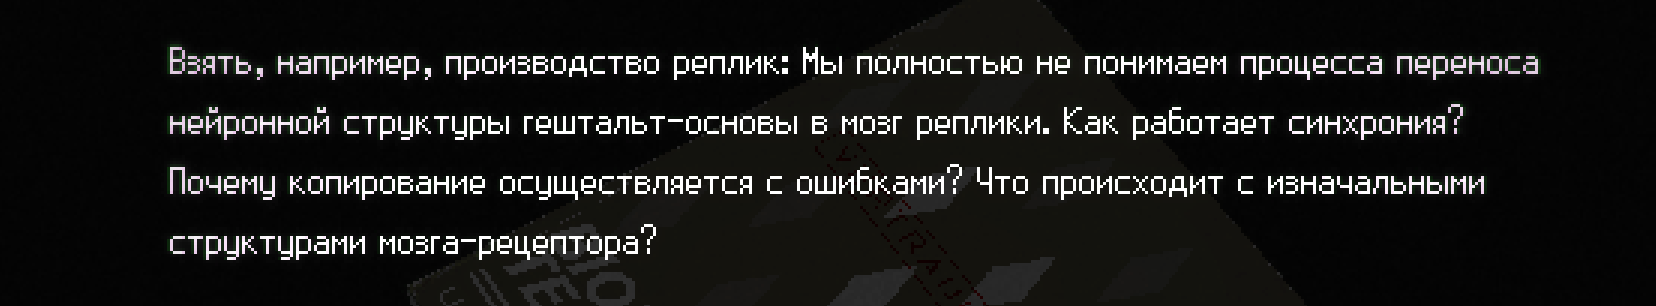 Взять, например, производство реплик: Мы полностью не понимаем процесса переноса
нейронной структуры гештальт-основы в мозг реплики. Как работает синхрония?
Почему копирование осуществляется с ошибками? Что происходит с изначальными
структурами мозга-рецептора?